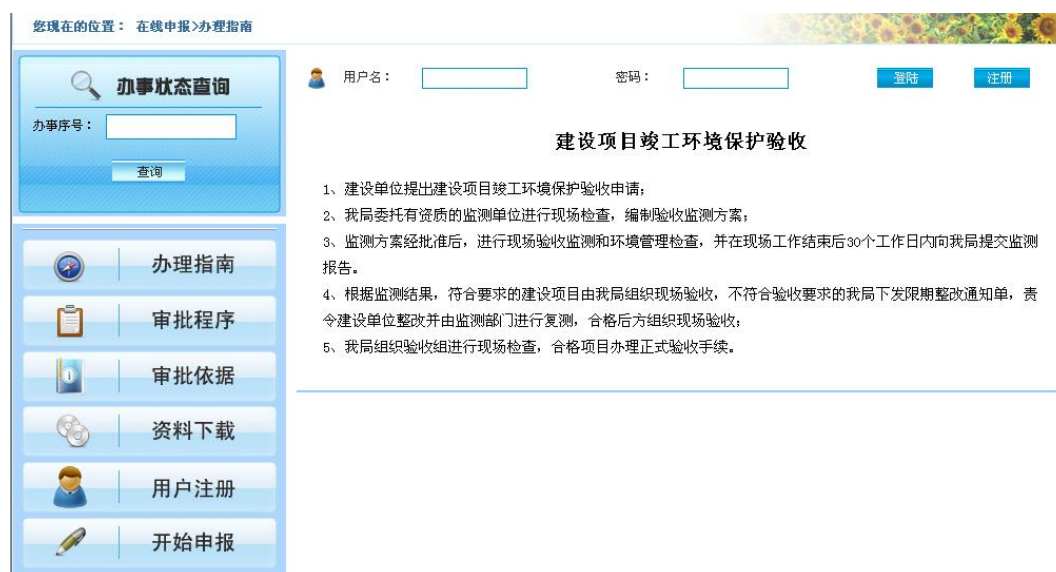 您现在的位置： 在线申报>办理指南
办事状态查询
办事序号：
查询
办理指南
审批程序
审批依据
资料下载
用户注册
开始申报
用户名：
密码：
登陆
注册
建设项目竣工环境保护验收
1、建设单位提出建设项目竣工环境保护验收申请；
2、我局委托有资质的监测单位进行现场检查，编制验收监测方案；
3、监测方案经批准后，进行现场验收监测和环境管理检查，并在现场工作结束后30个工作日内向我局提交监测
报告。
4、根据监测结果，符合要求的建设项目由我局组织现场验收，不符合验收要求的我局下发限期整改通知单，责
令建设单位整改并由监测部门进行复测，合格后方组织现场验收；
5、我局组织验收组进行现场检查，合格项目办理正式验收手续。